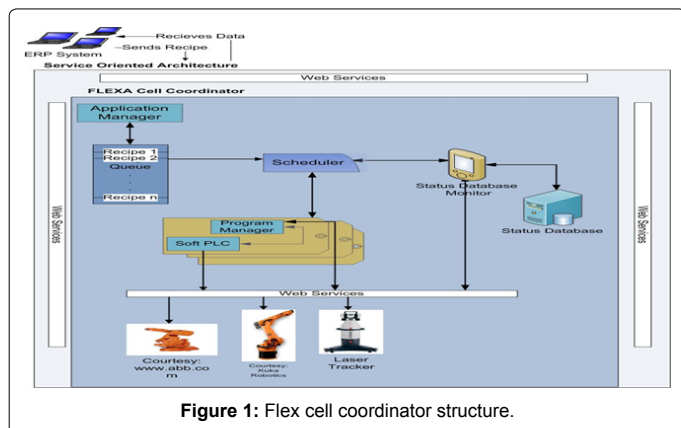 Recieves Data
ERP System
Sends Recipe
Service Oriented Architecture
Web Services
FLEXA Cell Coordinator
Application
Manager
Recipe 1
Recipe 2
Queue
Recipe n
Scheduler
Status Database
Monitor
Status Database
Program
Manager
Soft PLC
Web Services
Web Services
Web Services
Courtesy:
www.abb.co
m
Courtesy:
Kuka
Robotics
Laser
Tracker
Figure 1: Flex cell coordinator structure.